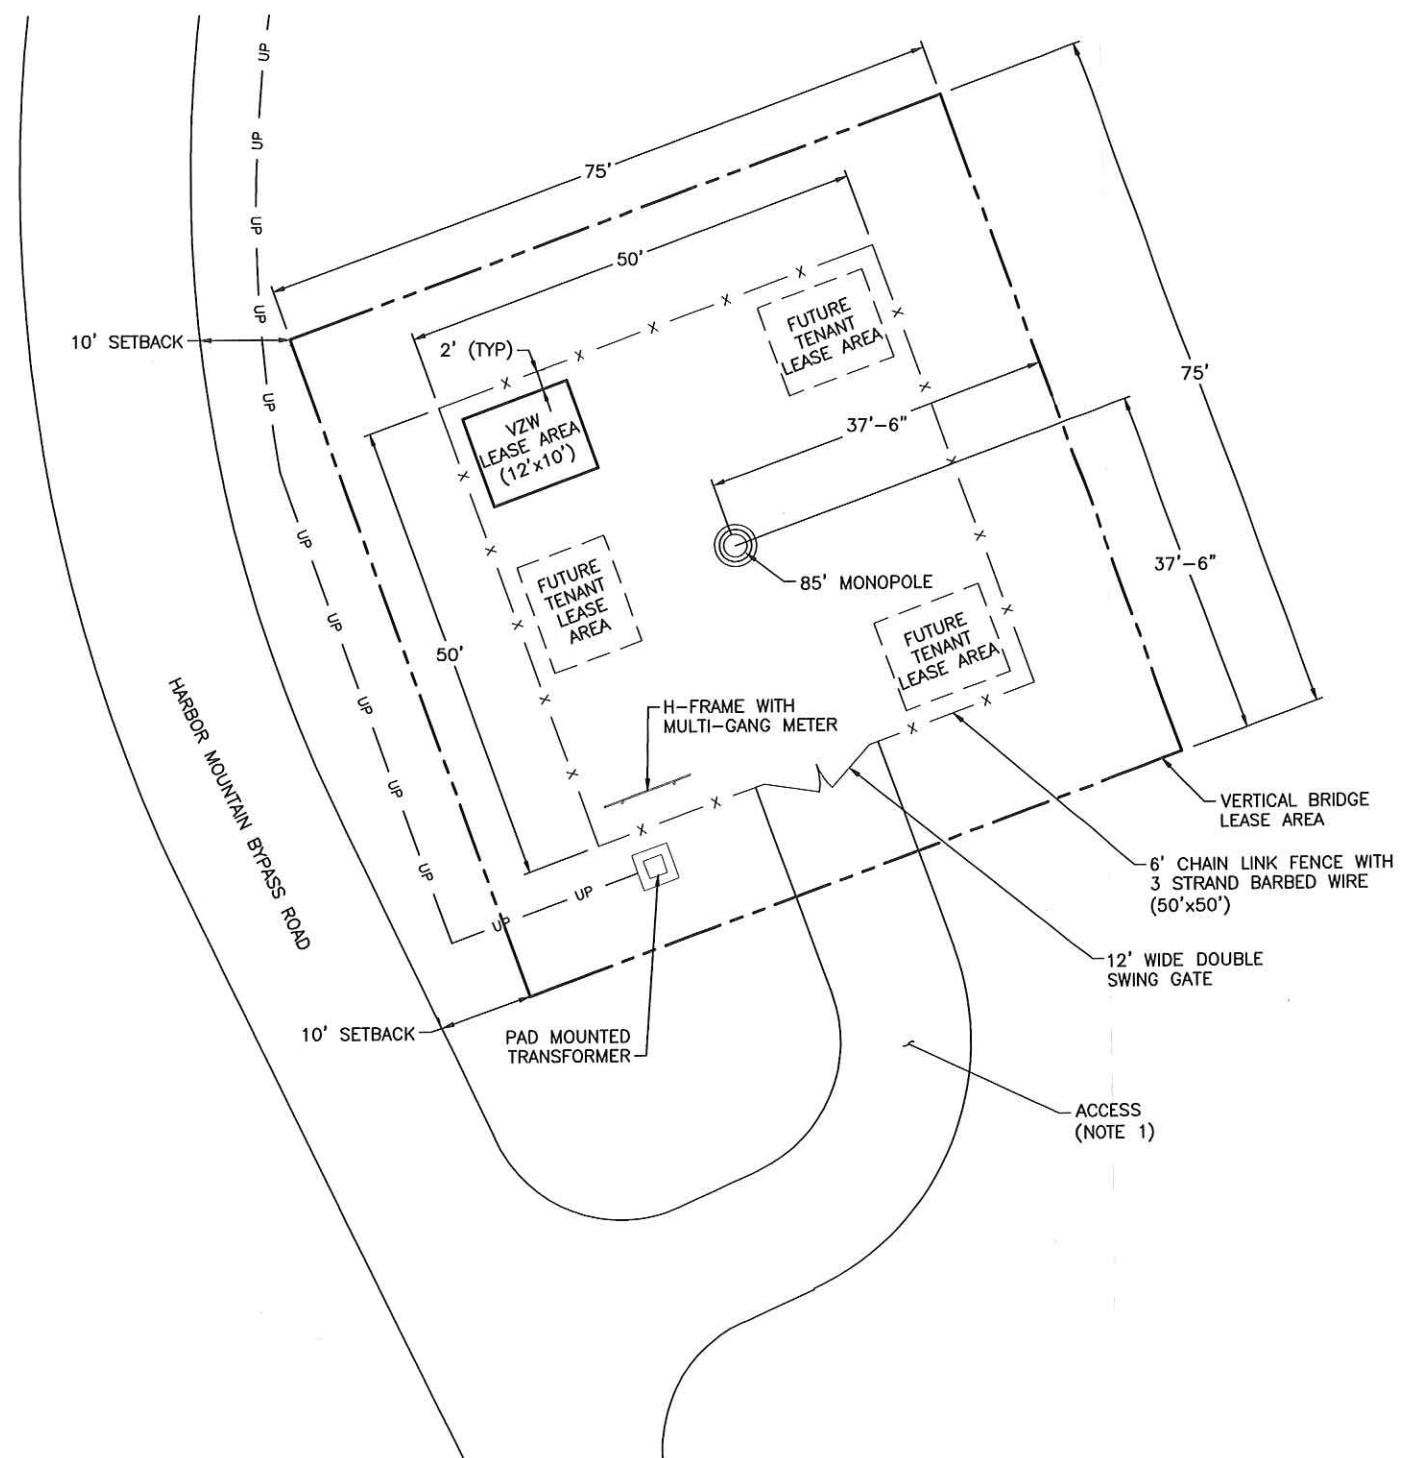 UP
UP
UP
UP
UP
UP
UP
UP
UP
UP
UP
UP
75'
50'
10' SETBACK
2' (TYP)
FUTURE
TENANT
LEASE AREA
75'
VZW
LEASE AREA
(12'x10')
37'-6"
37'-6"
85' MONOPOLE
FUTURE
TENANT
LEASE
AREA
FUTURE
TENANT
LEASE AREA
50'
H-FRAME WITH
MULTI-GANG METER
HARBOR MOUNTAIN BYPASS ROAD
VERTICAL BRIDGE
LEASE AREA
6' CHAIN LINK FENCE WITH
3 STRAND BARBED WIRE
(50'x50')
12' WIDE DOUBLE
SWING GATE
10' SETBACK
PAD MOUNTED
TRANSFORMER
ACCESS
(NOTE 1)